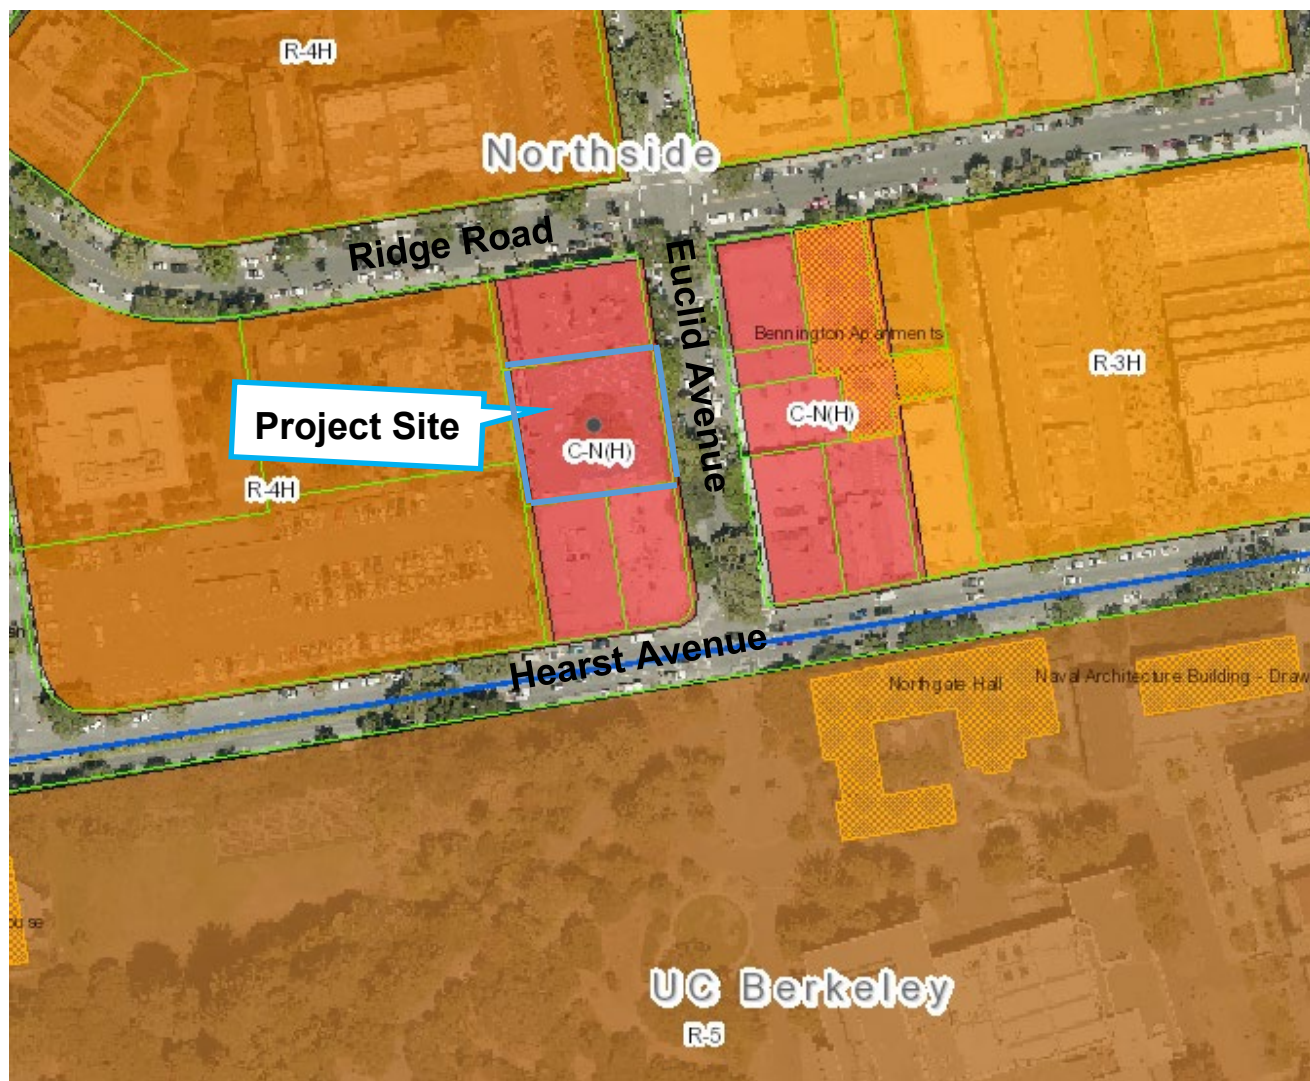 R-4H
Northside
Ridge Road
Euclid Avenue
Bennington Apartments
R-3H
Project Site
C-N(H)
C-N(H)
R-4H
Hearst Avenue
Northgate Hall
Naval Architecture Building - Draw
UC Berkeley
R-5